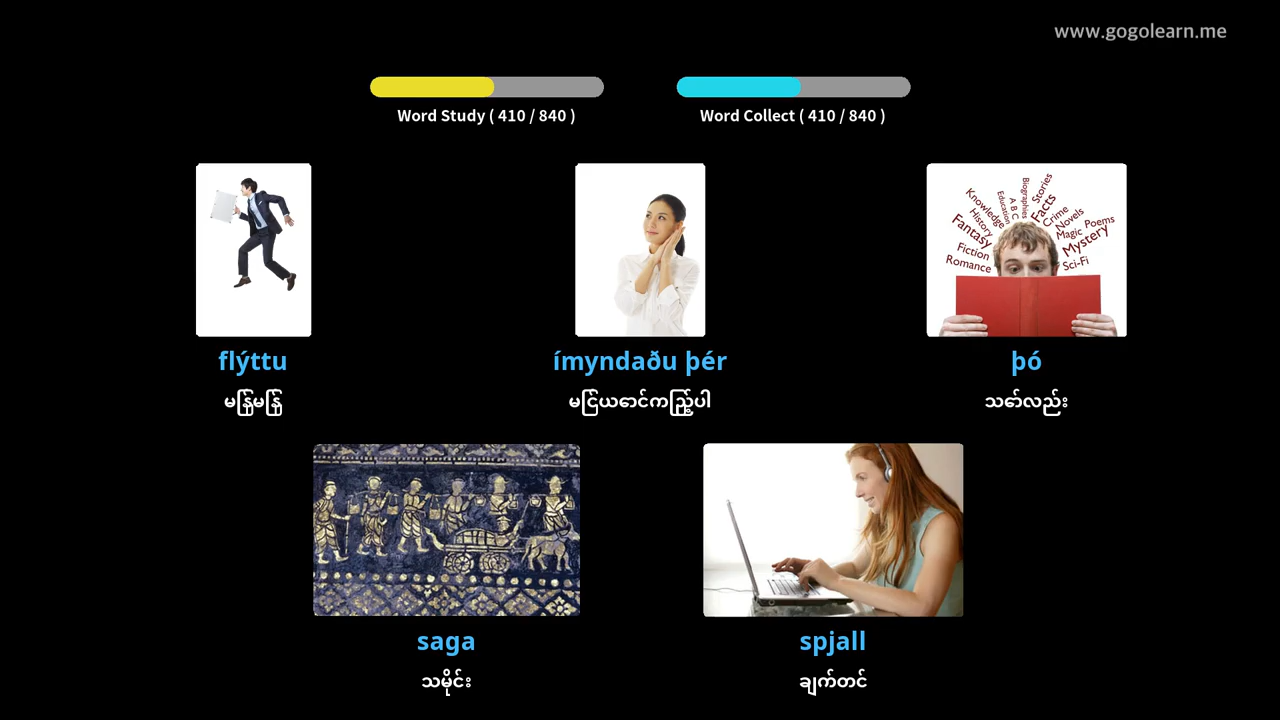 www.gogolearn.me
Word Study ( 410 / 840 )
Word Collect ( 410 / 840 )
Knowledge
History
Fantasy
Fiction
Romance
Education
A B C
Biographies
Stories
Facts
Crime
Novels
Magic
Poems
Mystery
Sci-Fi
flýttu
ímyndaðu þér
þó
မြန်မြန်
မြင်ယောင်ကြည့်ပါ
သော်လည်း
saga
spjall
သမိုင်း
ချက်တင်